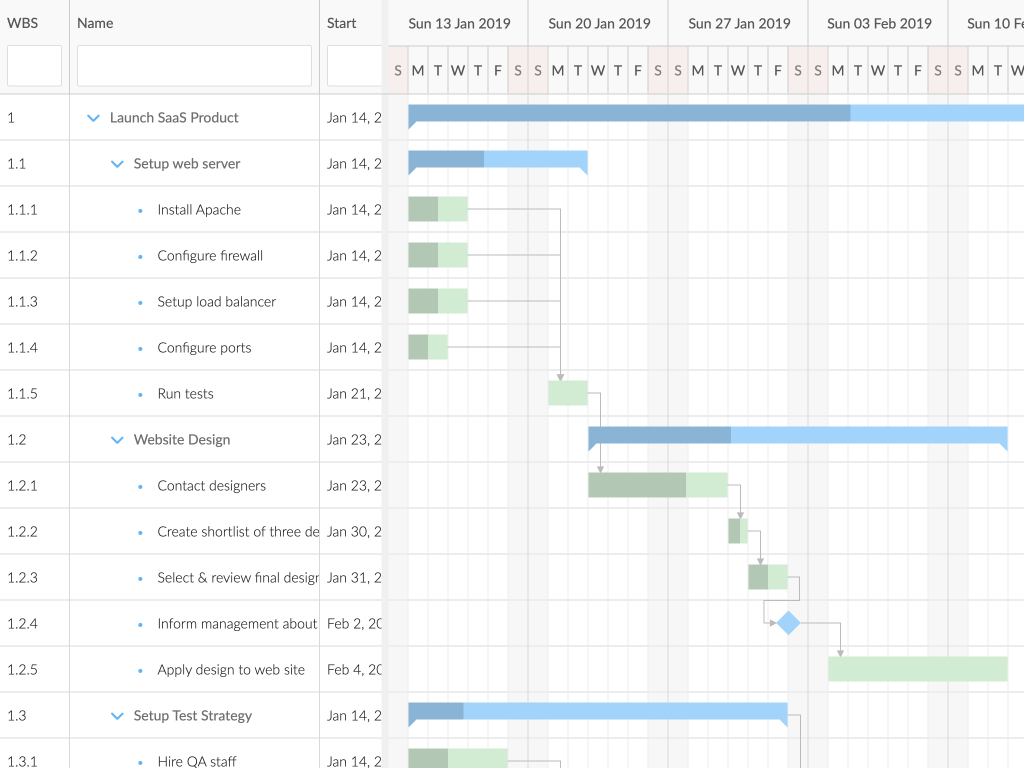 WBS Name Start Sun 13 Jan 2019 Sun 20 Jan 2019 Sun 27 Jan 2019 Sun 03 Feb 2019 Sun 10 Fe
S M T W T F S S M T W T F S S M T W T F S S M T W T F S S M T W
1 Launch SaaS Product Jan 14, 2
1.1 Setup web server Jan 14, 2
1.1.1 Install Apache Jan 14, 2
1.1.2 Configure firewall Jan 14, 2
1.1.3 Setup load balancer Jan 14, 2
1.1.4 Configure ports Jan 14, 2
1.1.5 Run tests Jan 21, 2
1.2 Website Design Jan 23, 2
1.2.1 Contact designers Jan 23, 2
1.2.2 Create shortlist of three de Jan 30, 2
1.2.3 Select & review final design Jan 31, 2
1.2.4 Inform management about Feb 2, 20
1.2.5 Apply design to web site Feb 4, 20
1.3 Setup Test Strategy Jan 14, 2
1.3.1 Hire QA staff Jan 14, 2